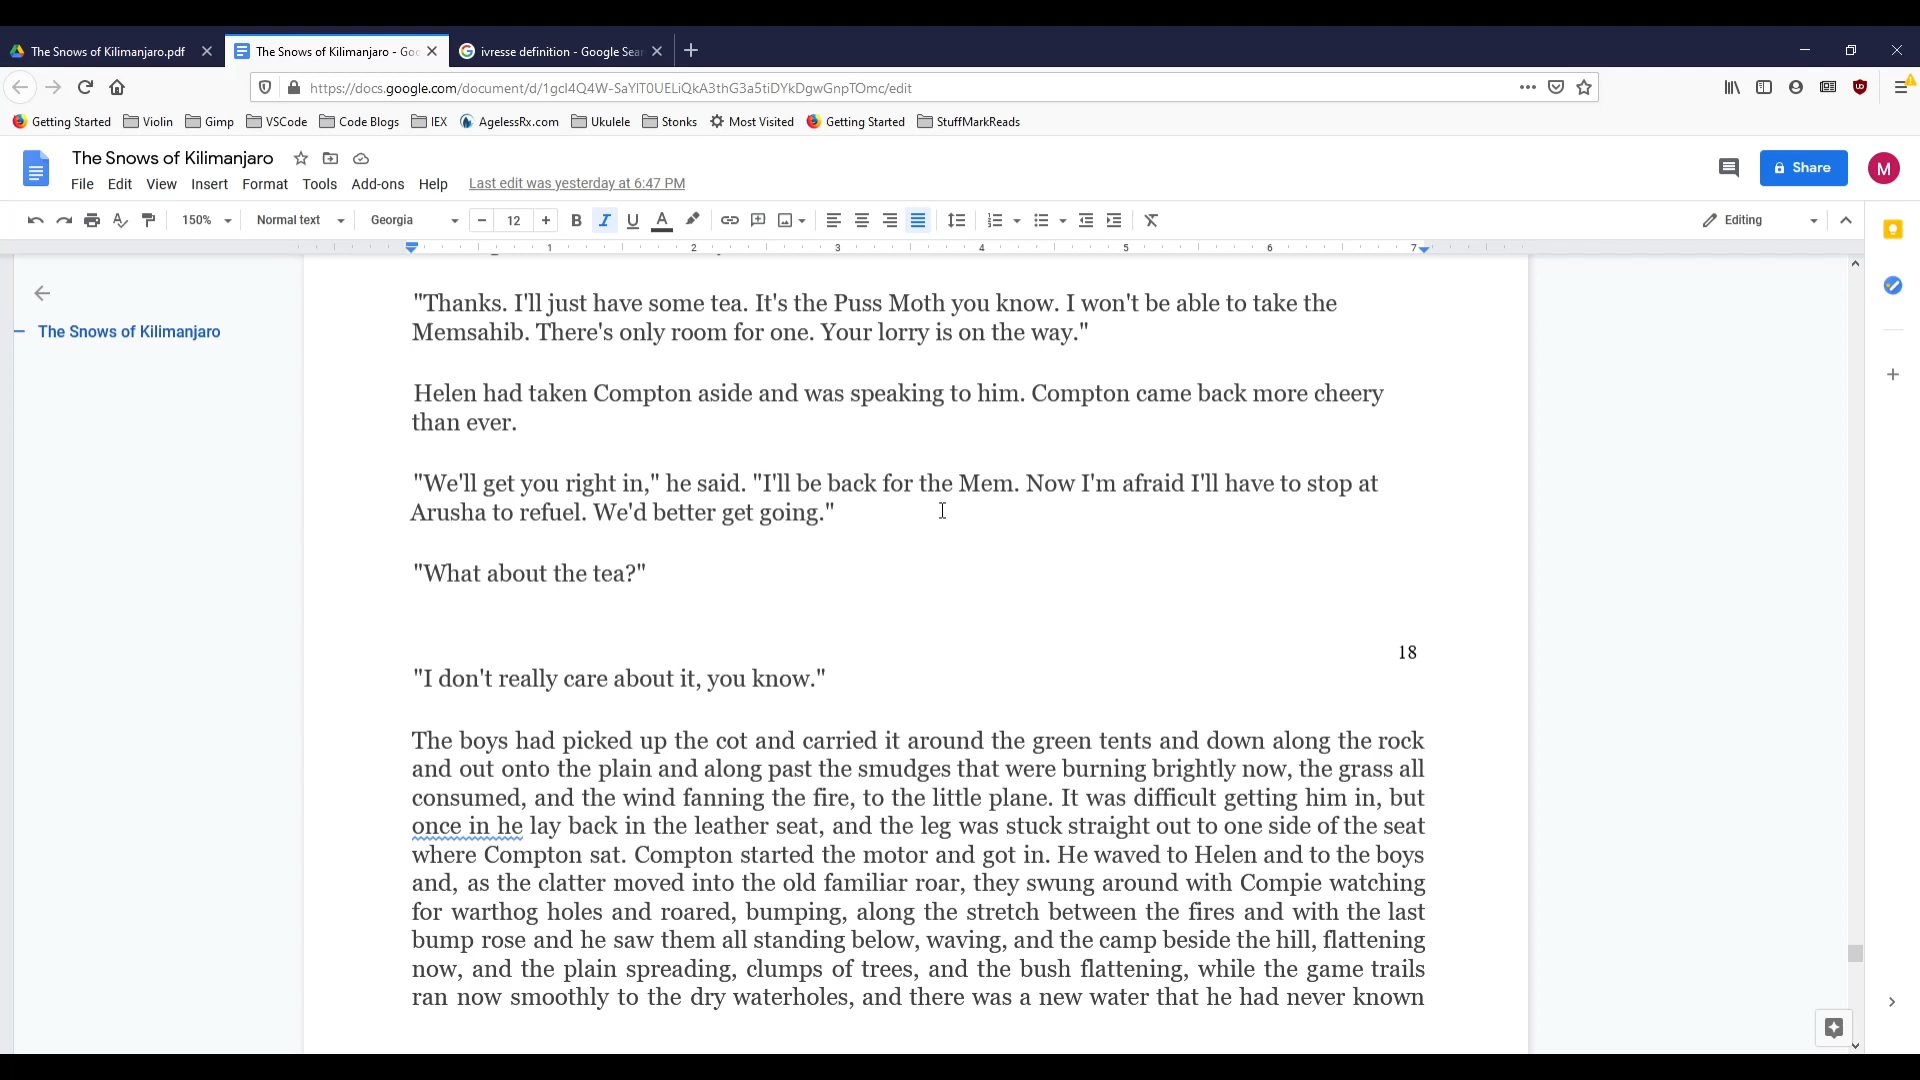 The Snows of Kilimanjaro.pdf
The Snows of Kilimanjaro - Goo
ivresse definition - Google Sear
https://docs.google.com/document/d/1gcl4Q4W-SaYIT0UELiQkA3thG3a5tiDYkDgwGnpTOmc/edit
Getting Started Violin Gimp VSCode Code Blogs IEX AgelessRx.com Ukulele Stonks Most Visited Getting Started StuffMarkReads
The Snows of Kilimanjaro
Share
M
File Edit View Insert Format Tools Add-ons Help Last edit was yesterday at 6:47 PM
150% Normal text Georgia 12 B I U A Editing
1 2 3 4 5 6 7
The Snows of Kilimanjaro
"Thanks. I'll just have some tea. It's the Puss Moth you know. I won't be able to take the
Memsahib. There's only room for one. Your lorry is on the way."
Helen had taken Compton aside and was speaking to him. Compton came back more cheery
than ever.
"We'll get you right in," he said. "I'll be back for the Mem. Now I'm afraid I'll have to stop at
Arusha to refuel. We'd better get going."
"What about the tea?"
18
"I don't really care about it, you know."
The boys had picked up the cot and carried it around the green tents and down along the rock
and out onto the plain and along past the smudges that were burning brightly now, the grass all
consumed, and the wind fanning the fire, to the little plane. It was difficult getting him in, but
once in he lay back in the leather seat, and the leg was stuck straight out to one side of the seat
where Compton sat. Compton started the motor and got in. He waved to Helen and to the boys
and, as the clatter moved into the old familiar roar, they swung around with Compie watching
for warthog holes and roared, bumping, along the stretch between the fires and with the last
bump rose and he saw them all standing below, waving, and the camp beside the hill, flattening
now, and the plain spreading, clumps of trees, and the bush flattening, while the game trails
ran now smoothly to the dry waterholes, and there was a new water that he had never known